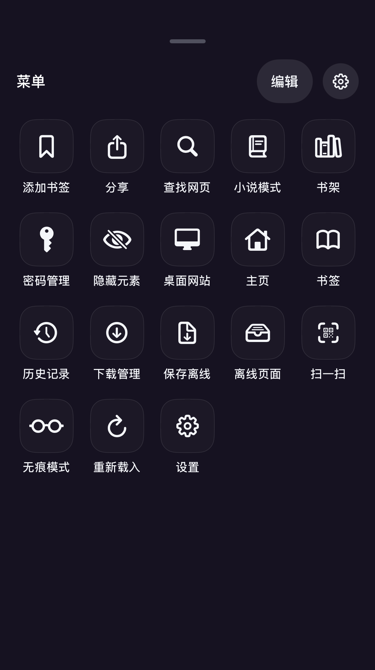 菜单 编辑
添加书签 分享 查找网页 小说模式 书架
密码管理 隐藏元素 桌面网站 主页 书签
历史记录 下载管理 保存离线 离线页面 扫一扫
无痕模式 重新载入 设置